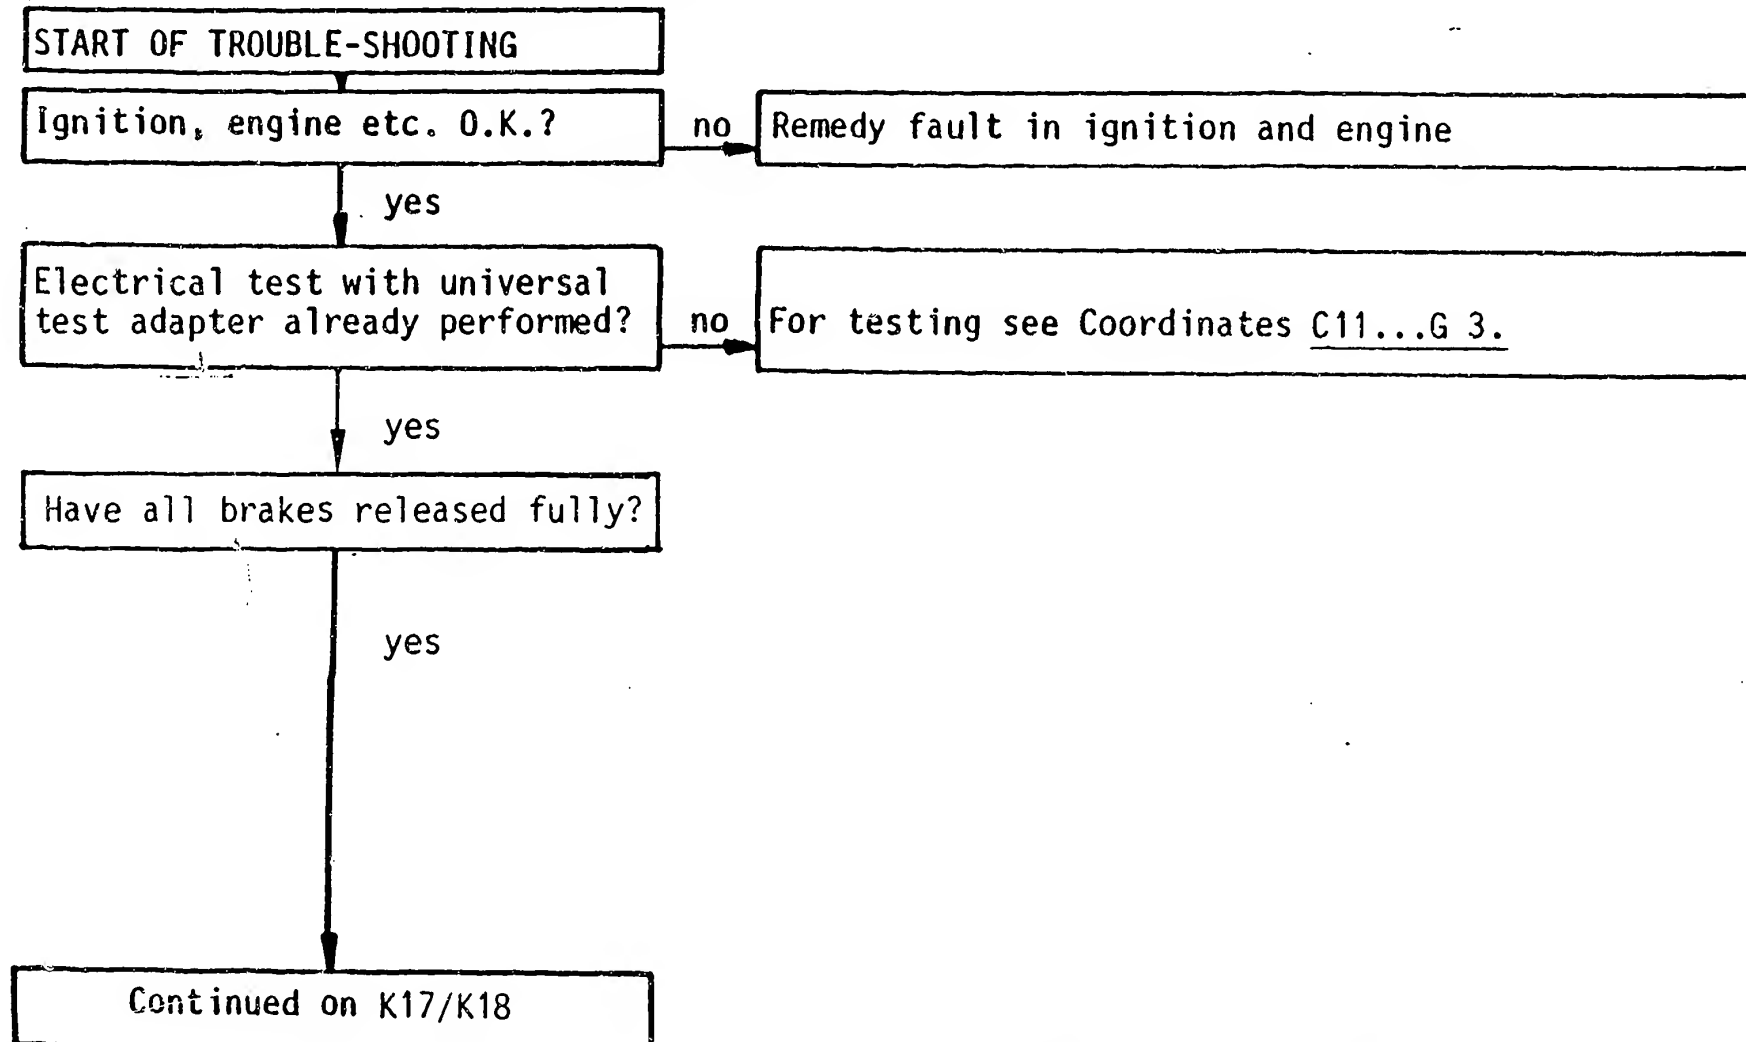 START OF TROUBLE-SHOOTING
Ignition, engine etc. O.K.?
no
Remedy fault in ignition and engine
yes
Electrical test with universal
test adapter already performed?
no
For testing see Coordinates C11...G 3.
yes
Have all brakes released fully?
yes
Continued on K17/K18